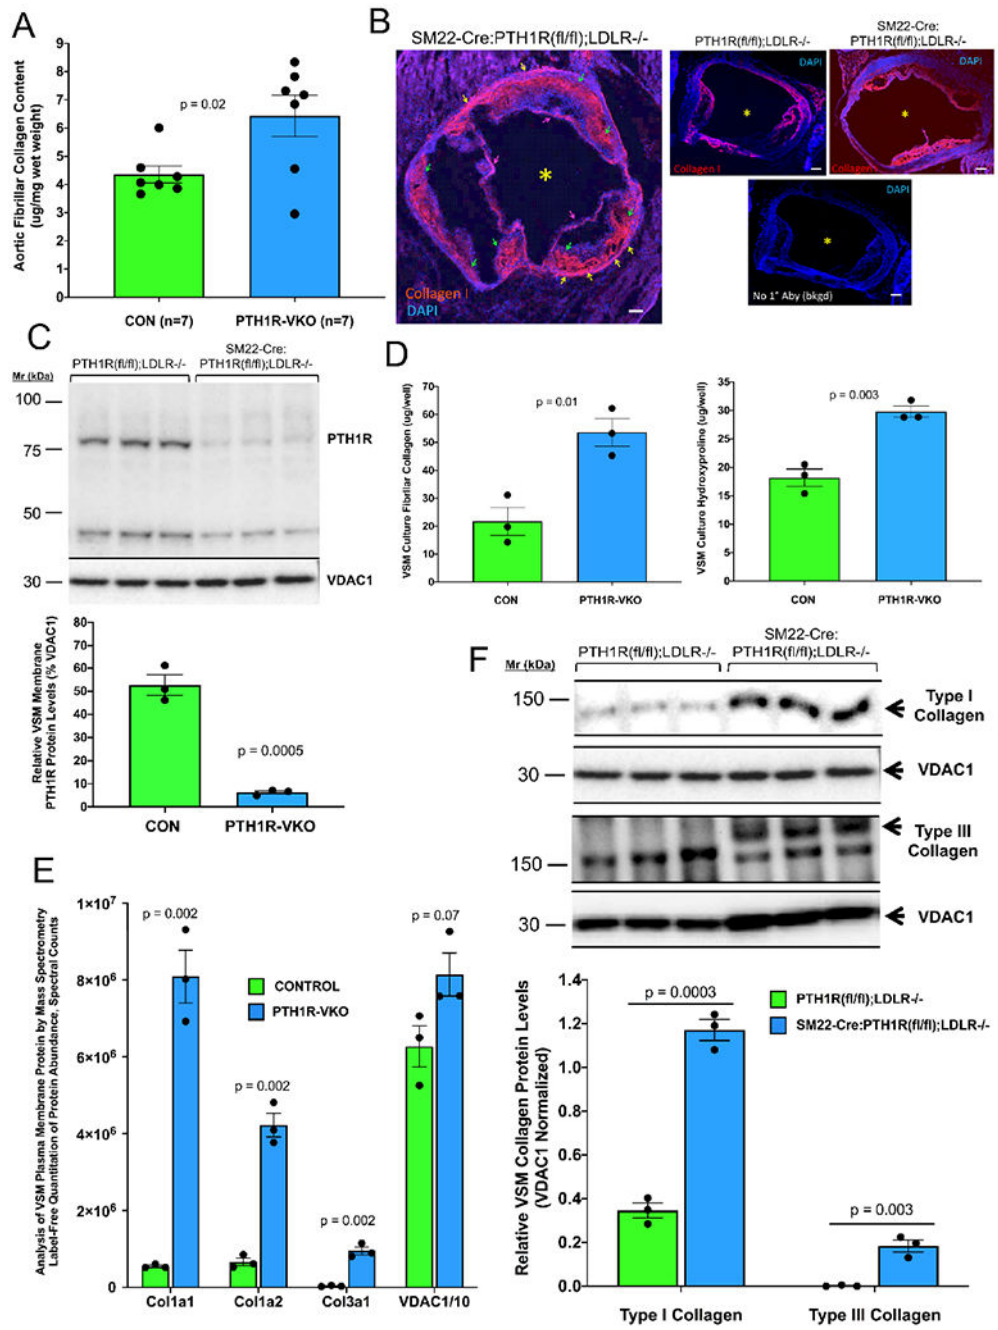 A
Aortic Fibrillar Collagen Content
(ug/mg wet weight)
9
8
7
6
5
4
3
2
1
0
p = 0.02
CON (n=7)
PTH1R-VKO (n=7)
B
SM22-Cre:PTH1R(fl/fl);LDLR-/-
*
Collagen I
DAPI
PTH1R(fl/fl);LDLR-/-
DAPI
*
Collagen I
SM22-Cre:
PTH1R(fl/fl);LDLR-/-
DAPI
*
Collagen I
DAPI
*
No 1° Aby (bkgd)
C
PTH1R(fl/fl);LDLR-/-
SM22-Cre:
PTH1R(fl/fl);LDLR-/-
Mr (kDa)
100
75
50
30
PTH1R
VDAC1
Relative VSM Membrane
PTH1R Protein Levels (% VDAC1)
80
70
60
50
40
30
20
10
0
p = 0.0005
CON
PTH1R-VKO
D
VSM Culture Fibrillar Collagen (ug/well)
70
60
50
40
30
20
10
0
p = 0.01
CON
PTH1R-VKO
VSM Culture Hydroxyproline (ug/well)
35
30
25
20
15
10
5
0
p = 0.003
CON
PTH1R-VKO
E
Analysis of VSM Plasma Membrane Protein by Mass Spectrometry
Label-Free Quantitation of Protein Abundance, Spectral Counts
1×10⁷
8×10⁶
6×10⁶
4×10⁶
2×10⁶
0
p = 0.002
p = 0.002
p = 0.002
p = 0.07
CONTROL
PTH1R-VKO
Col1a1
Col1a2
Col3a1
VDAC1/10
F
PTH1R(fl/fl);LDLR-/-
SM22-Cre:
PTH1R(fl/fl);LDLR-/-
Mr (kDa)
150
Type I
Collagen
30
VDAC1
Type III
Collagen
150
30
VDAC1
Relative VSM Collagen Protein Levels
(VDAC1 Normalized)
1.4
1.2
1.0
0.8
0.6
0.4
0.2
0.0
p = 0.0003
p = 0.003
PTH1R(fl/fl);LDLR-/-
SM22-Cre:PTH1R(fl/fl);LDLR-/-
Type I Collagen
Type III Collagen